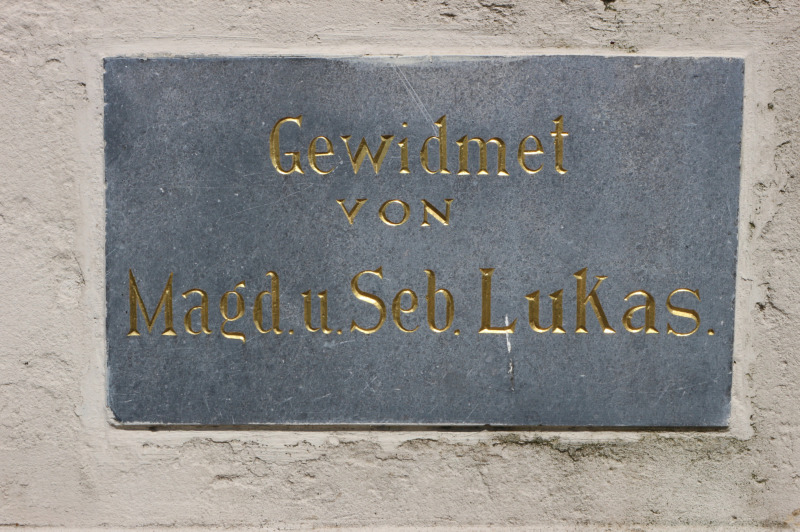 Gewidmet
VON
Magd. u. Seb. Lukas.